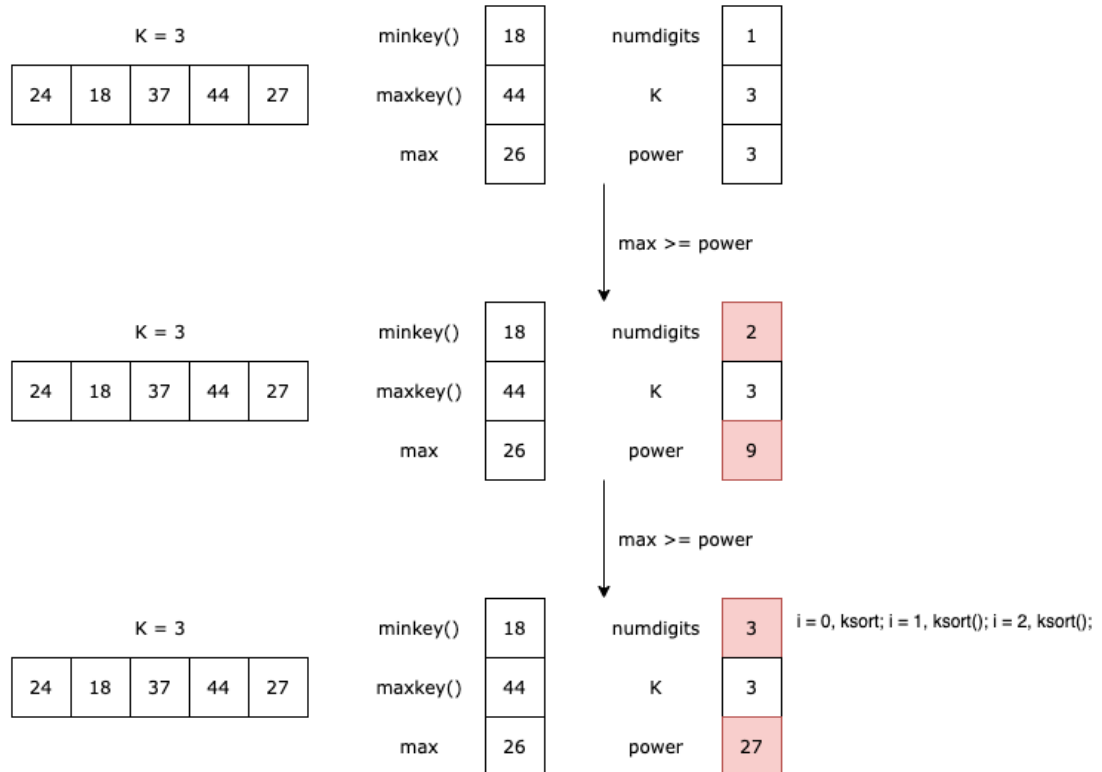 K = 3 minkey() 18 numdigits 1
24 18 37 44 27 maxkey() 44 K 3
max 26 power 3
max >= power
K = 3 minkey() 18 numdigits 2
24 18 37 44 27 maxkey() 44 K 3
max 26 power 9
max >= power
K = 3 minkey() 18 numdigits 3 i = 0, ksort; i = 1, ksort(); i = 2, ksort();
24 18 37 44 27 maxkey() 44 K 3
max 26 power 27